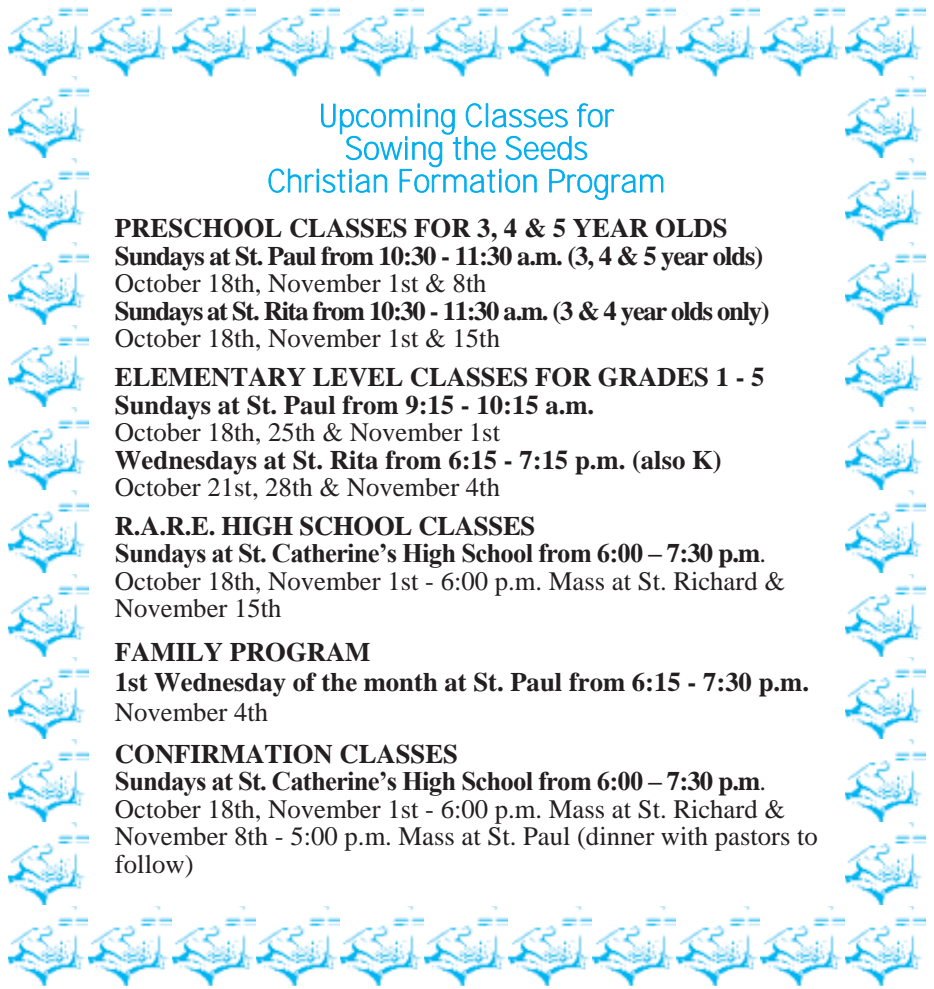 Upcoming Classes for
Sowing the Seeds
Christian Formation Program
PRESCHOOL CLASSES FOR 3, 4 & 5 YEAR OLDS
Sundays at St. Paul from 10:30 - 11:30 a.m. (3, 4 & 5 year olds)
October 18th, November 1st & 8th
Sundays at St. Rita from 10:30 - 11:30 a.m. (3 & 4 year olds only)
October 18th, November 1st & 15th
ELEMENTARY LEVEL CLASSES FOR GRADES 1 - 5
Sundays at St. Paul from 9:15 - 10:15 a.m.
October 18th, 25th & November 1st
Wednesdays at St. Rita from 6:15 - 7:15 p.m. (also K)
October 21st, 28th & November 4th
R.A.R.E. HIGH SCHOOL CLASSES
Sundays at St. Catherine’s High School from 6:00 – 7:30 p.m.
October 18th, November 1st - 6:00 p.m. Mass at St. Richard &
November 15th
FAMILY PROGRAM
1st Wednesday of the month at St. Paul from 6:15 - 7:30 p.m.
November 4th
CONFIRMATION CLASSES
Sundays at St. Catherine’s High School from 6:00 – 7:30 p.m.
October 18th, November 1st - 6:00 p.m. Mass at St. Richard &
November 8th - 5:00 p.m. Mass at St. Paul (dinner with pastors to
follow)